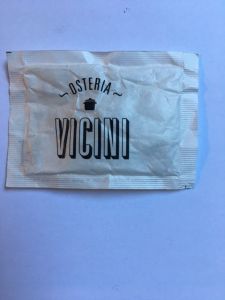 ~ OSTERIA ~
VICINI